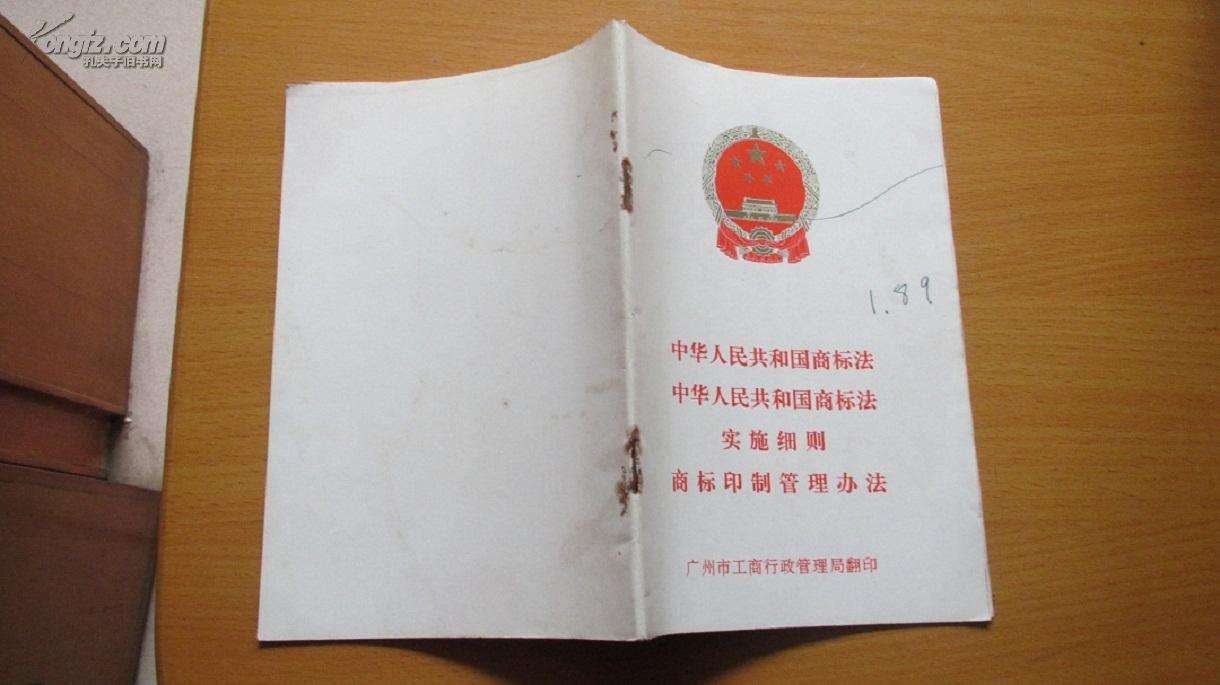 Kongfz.com
孔夫子旧书网
1.89
中华人民共和国商标法
中华人民共和国商标法
实施细则
商标印制管理办法
广州市工商行政管理局翻印